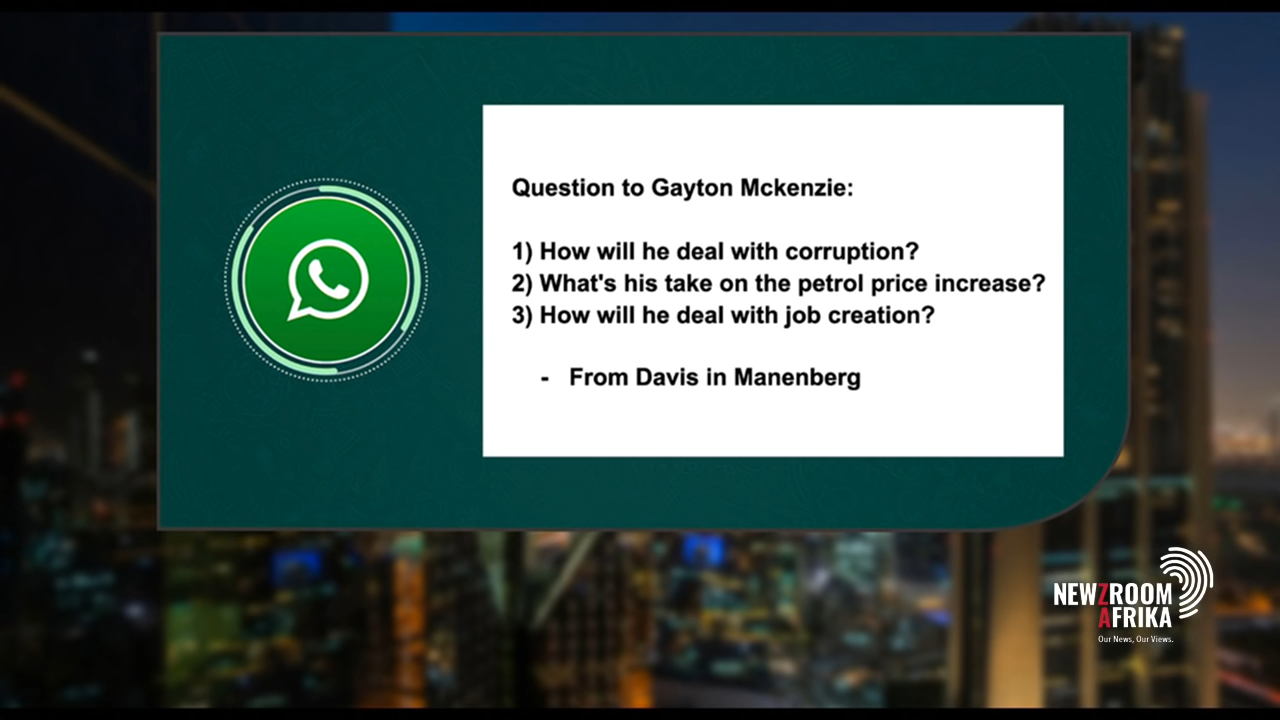 Question to Gayton Mckenzie:
1) How will he deal with corruption?
2) What's his take on the petrol price increase?
3) How will he deal with job creation?
- From Davis in Manenberg
NEWZROOM
AFRIKA
Our News, Our Views.